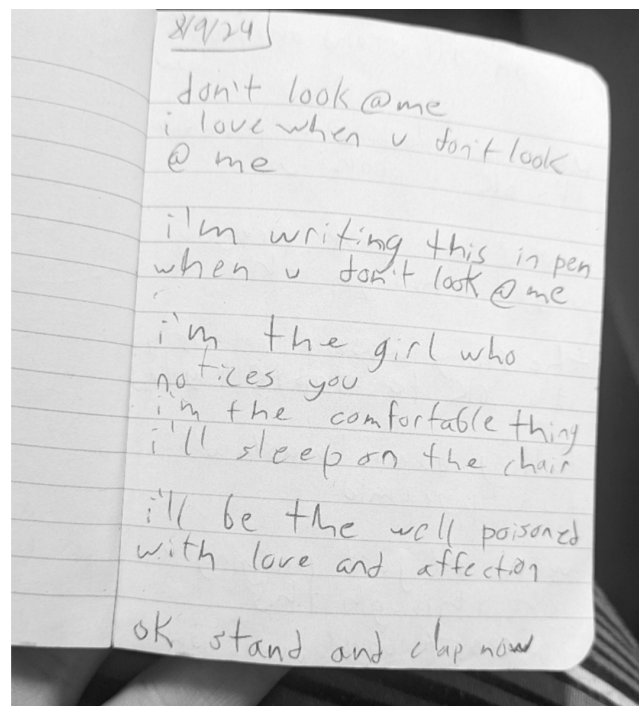 8/9/24
don't look @me
i love when u don't look
@ me
i'm writing this in pen
when u don't look @ me
i'm the girl who
notices you
i'm the comfortable thing
i'll sleep on the chair
i'll be the well poisoned
with love and affection
ok stand and clap now